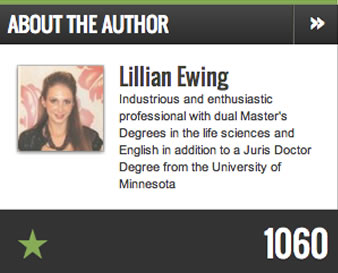 ABOUT THE AUTHOR »
Lillian Ewing
Industrious and enthusiastic
professional with dual Master's
Degrees in the life sciences and
English in addition to a Juris Doctor
Degree from the University of
Minnesota
1060